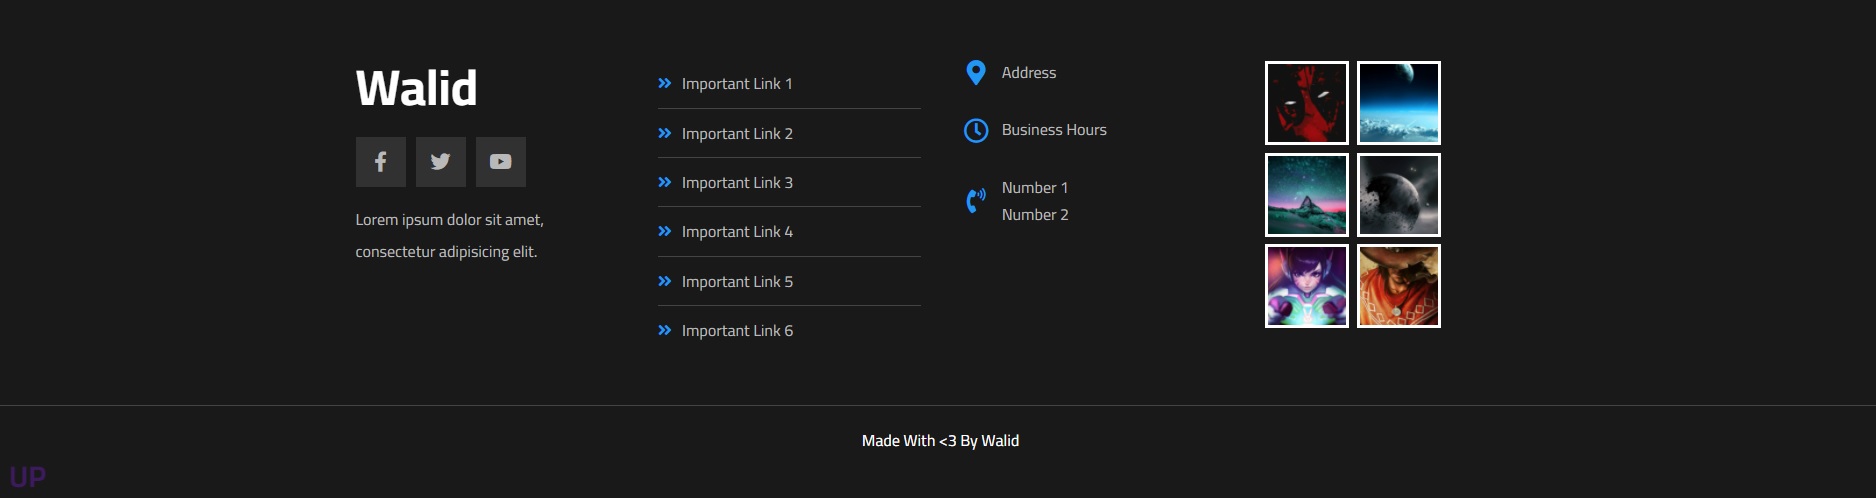 Walid
Lorem ipsum dolor sit amet,
consectetur adipisicing elit.
Important Link 1
Important Link 2
Important Link 3
Important Link 4
Important Link 5
Important Link 6
Address
Business Hours
Number 1
Number 2
Made With <3 By Walid
UP